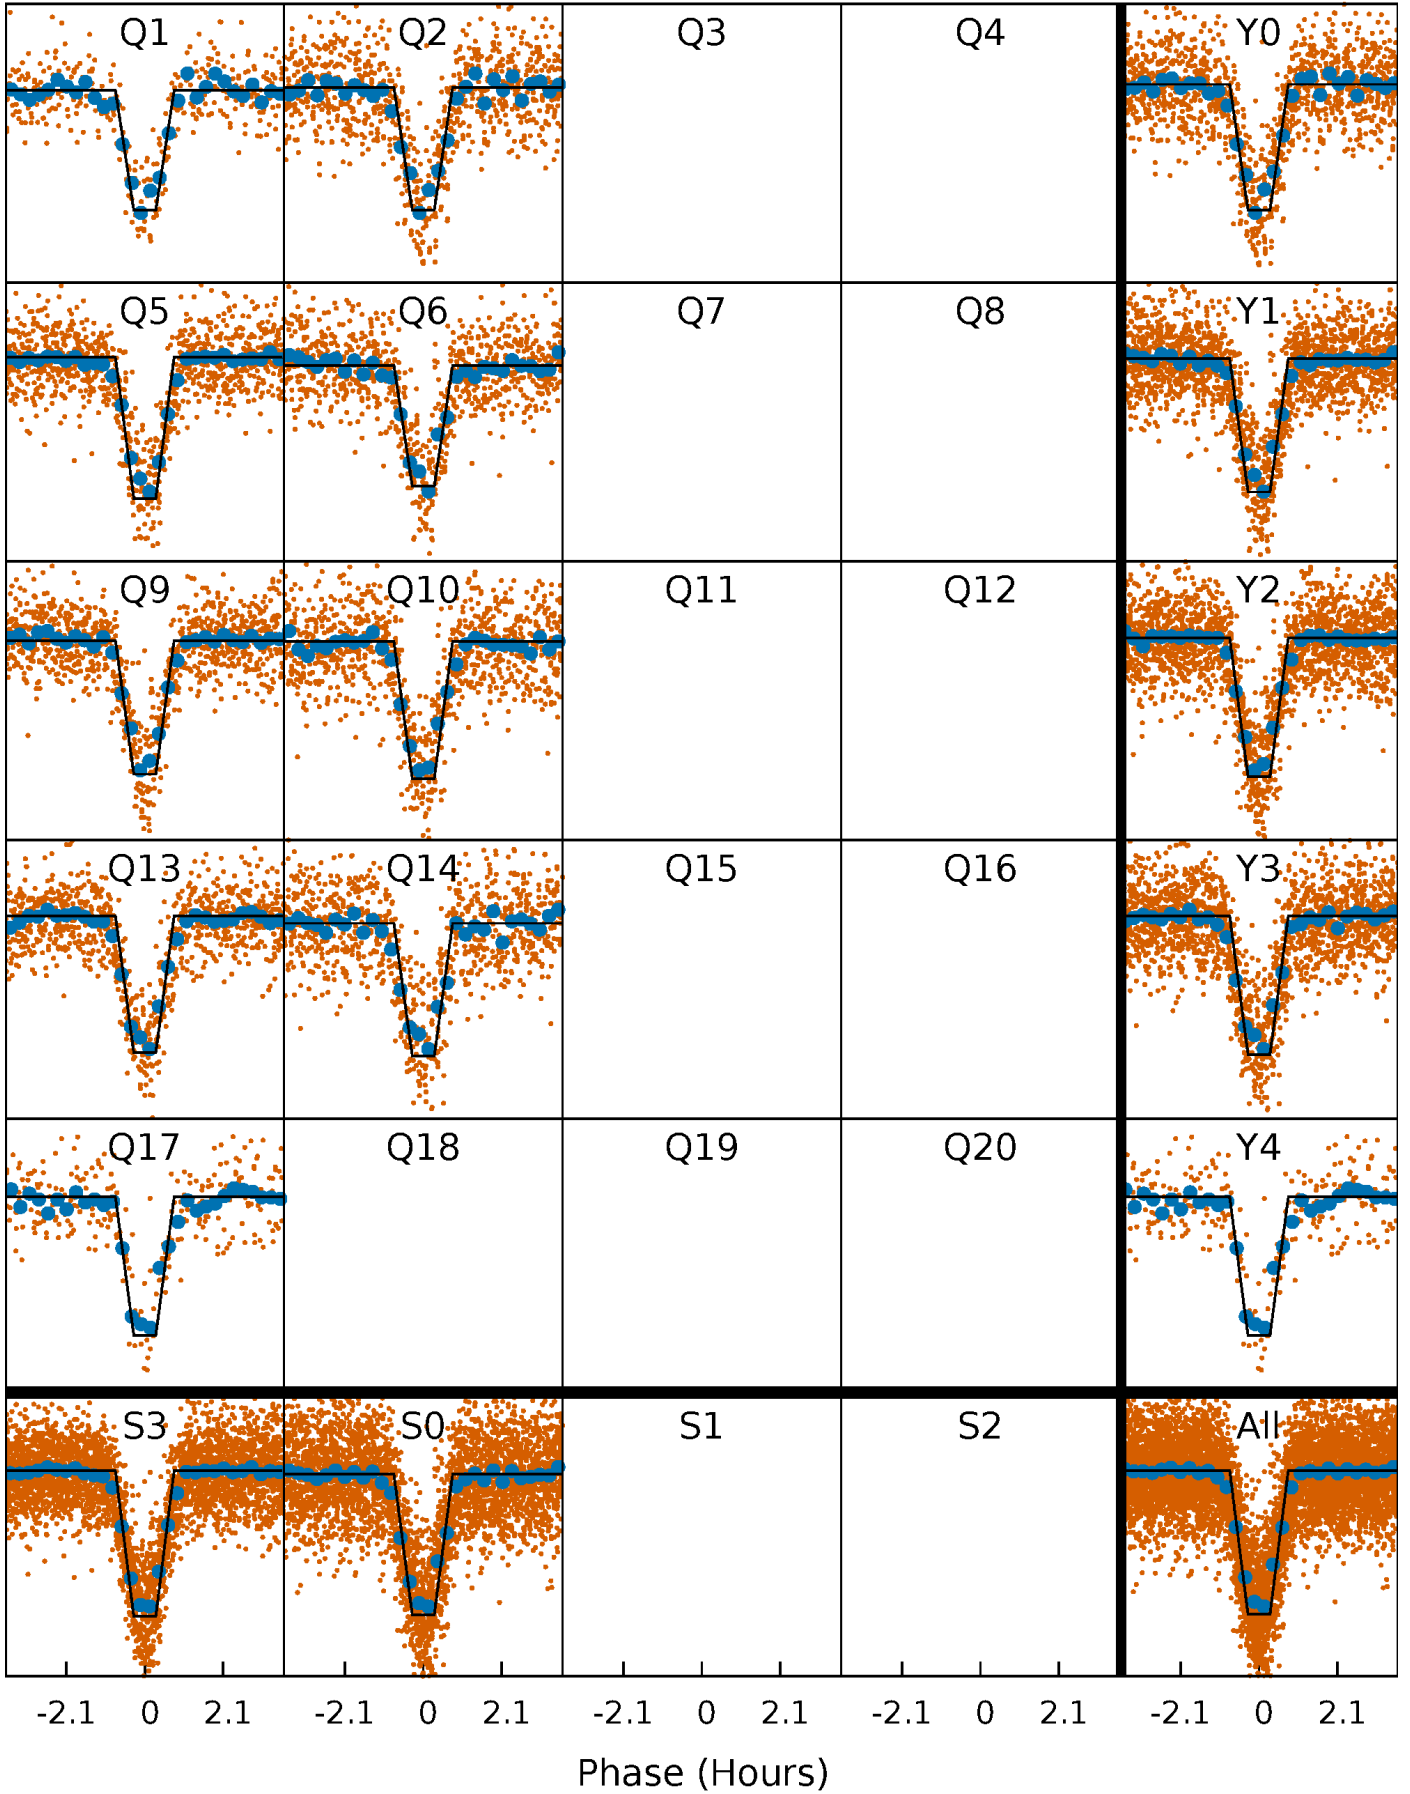 Q1 Q2 Q3 Q4 Y0
Q5 Q6 Q7 Q8 Y1
Q9 Q10 Q11 Q12 Y2
Q13 Q14 Q15 Q16 Y3
Q17 Q18 Q19 Q20 Y4
S3 S0 S1 S2 All
-2.1 0 2.1 -2.1 0 2.1 -2.1 0 2.1 -2.1 0 2.1 -2.1 0 2.1
Phase (Hours)